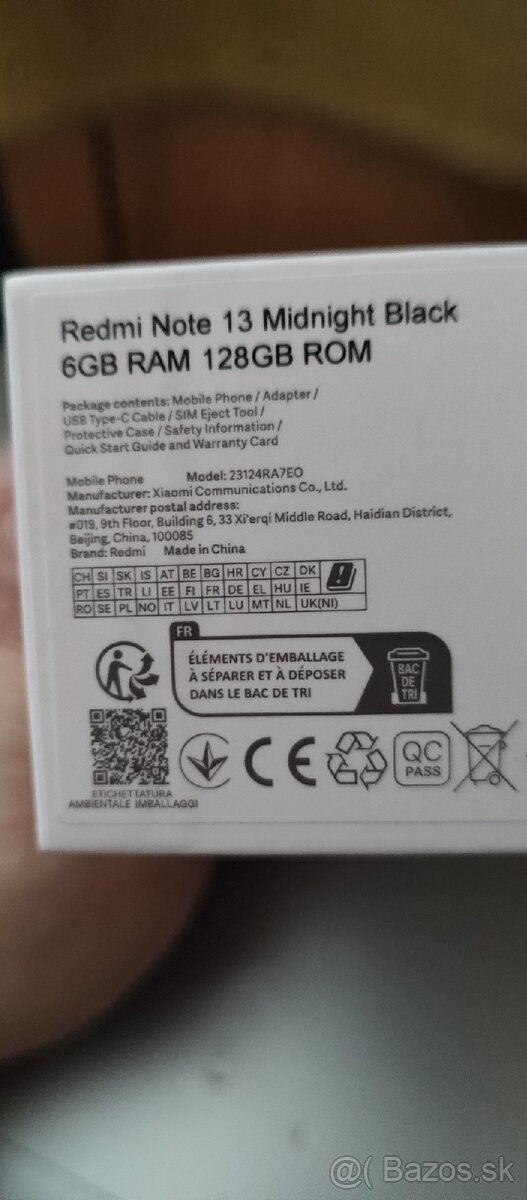 Redmi Note 13 Midnight Black
6GB RAM 128GB ROM
Package contents: Mobile Phone / Adapter /
USB Type-C Cable / SIM Eject Tool /
Protective Case / Safety Information /
Quick Start Guide and Warranty Card
Mobile Phone Model: 23124RA7EO
Manufacturer: Xiaomi Communications Co., Ltd.
Manufacturer postal address:
#019, 9th Floor, Building 6, 33 Xi'erqi Middle Road, Haidian District,
Beijing, China, 100085
Brand: Redmi Made in China
CH SI SK IS AT BE BG HR CY CZ DK
PT ES TR LI EE FI FR DE EL HU IE
RO SE PL NO IT LV LT LU MT NL UK(NI)
FR
ÉLÉMENTS D'EMBALLAGE
À SÉPARER ET À DÉPOSER
DANS LE BAC DE TRI
BAC
DE
TRI
ETICHETTATURA
AMBIENTALE IMBALLAGGI
CE
QC
PASS
@( Bazos.sk